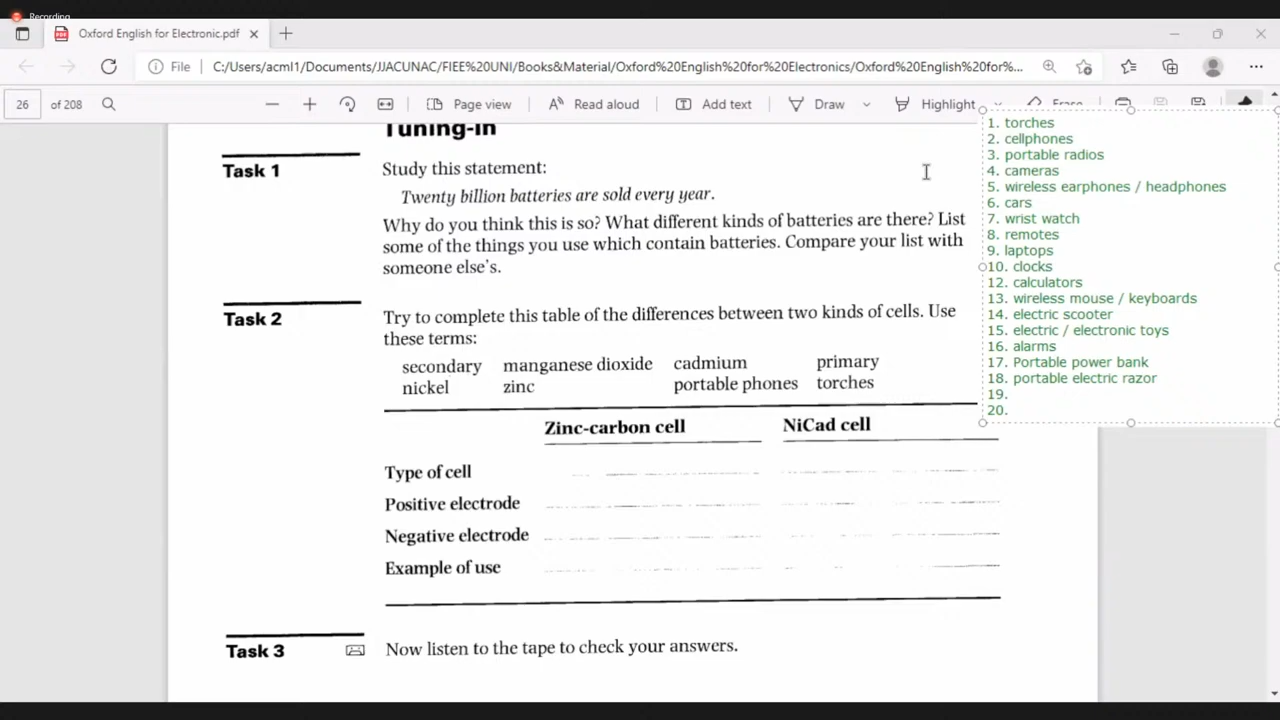 Recording
Oxford English for Electronic.pdf
File C:/Users/acml1/Documents/JJACUNAC/FIEE%20UNI/Books&Material/Oxford%20English%20for%20Electronics/Oxford%20English%20for%...
26 of 208 Page view Read aloud Add text Draw Highlight Erase
Tuning-in
Task 1
Study this statement:
Twenty billion batteries are sold every year.
Why do you think this is so? What different kinds of batteries are there? List
some of the things you use which contain batteries. Compare your list with
someone else's.
Task 2
Try to complete this table of the differences between two kinds of cells. Use
these terms:
secondary manganese dioxide cadmium primary
nickel zinc portable phones torches
Zinc-carbon cell NiCad cell
Type of cell
Positive electrode
Negative electrode
Example of use
Task 3
Now listen to the tape to check your answers.
1. torches
2. cellphones
3. portable radios
4. cameras
5. wireless earphones / headphones
6. cars
7. wrist watch
8. remotes
9. laptops
10. clocks
12. calculators
13. wireless mouse / keyboards
14. electric scooter
15. electric / electronic toys
16. alarms
17. Portable power bank
18. portable electric razor
19.
20.